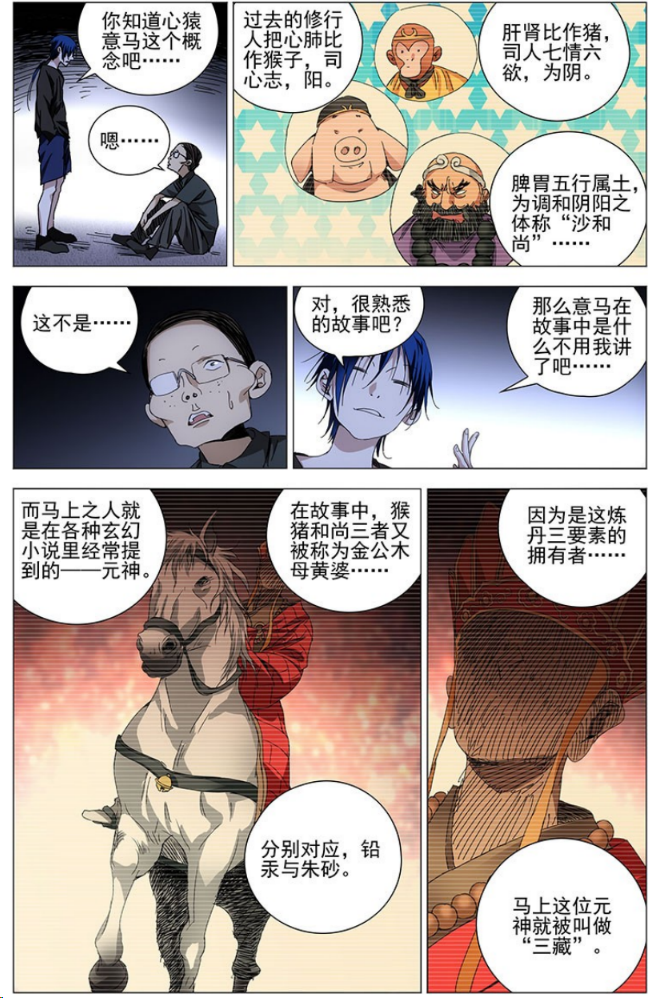 你知道心猿
意马这个概
念吧……
嗯……
过去的修行
人把心肺比
作猴子，司
心志，阳。
肝肾比作猪，
司人七情六
欲，为阴。
脾胃五行属土，
为调和阴阳之
体称“沙和
尚”……
这不是……
对，很熟悉
的故事吧？
那么意马在
故事中是什
么不用我讲
了吧……
而马上之人就
是在各种玄幻
小说里经常提
到的——元神。
在故事中，猴
猪和尚三者又
被称为金公木
母黄婆……
分别对应，铅
汞与朱砂。
因为是这炼
丹三要素的
拥有者……
马上这位元
神就被叫做
“三藏”。